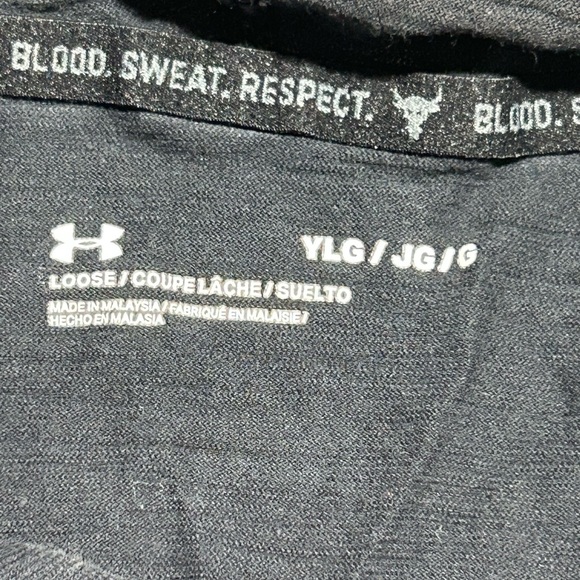 BLOOD. SWEAT. RESPECT. BLOOD. S
YLG / JG / G
LOOSE / COUPE LÂCHE / SUELTO
MADE IN MALAYSIA / FABRIQUÉ EN MALAISIE /
HECHO EN MALASIA